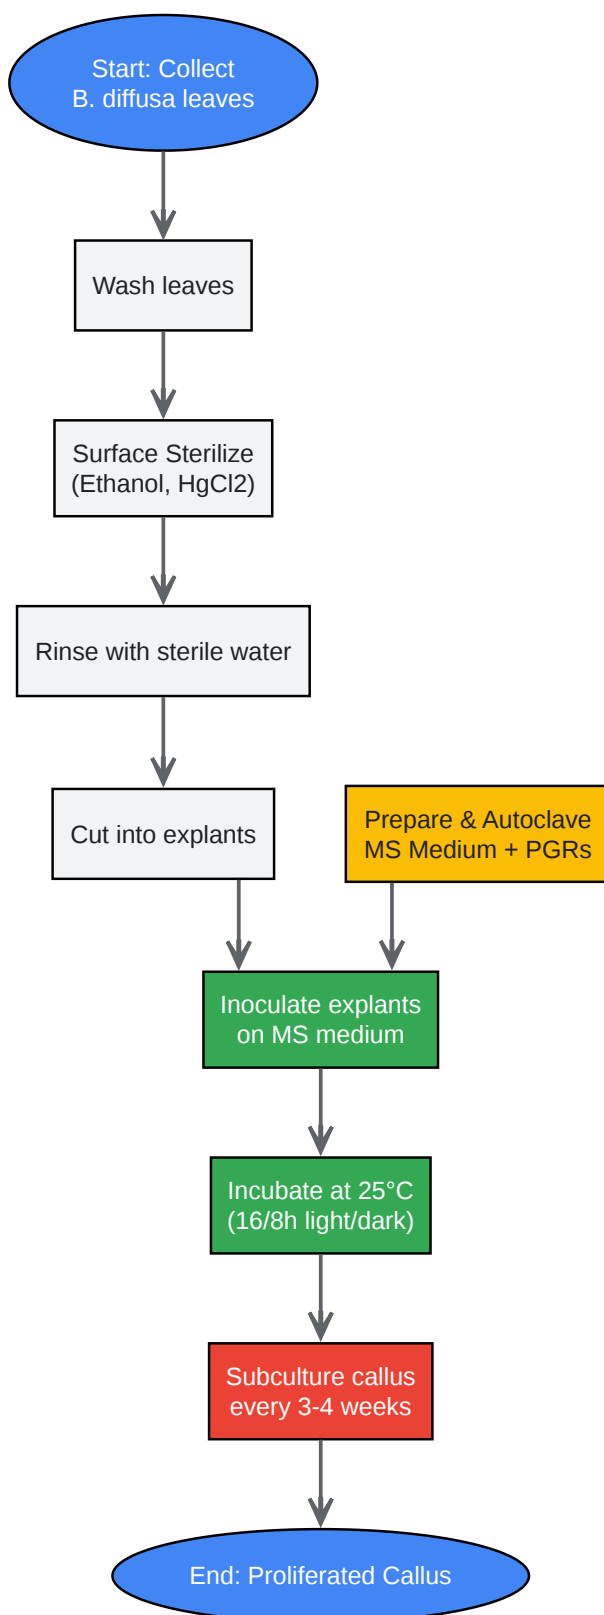 Start: Collect
B. diffusa leaves
Wash leaves
Surface Sterilize
(Ethanol, HgCl2)
Rinse with sterile water
Cut into explants
Prepare & Autoclave
MS Medium + PGRs
Inoculate explants
on MS medium
Incubate at 25°C
(16/8h light/dark)
Subculture callus
every 3-4 weeks
End: Proliferated Callus